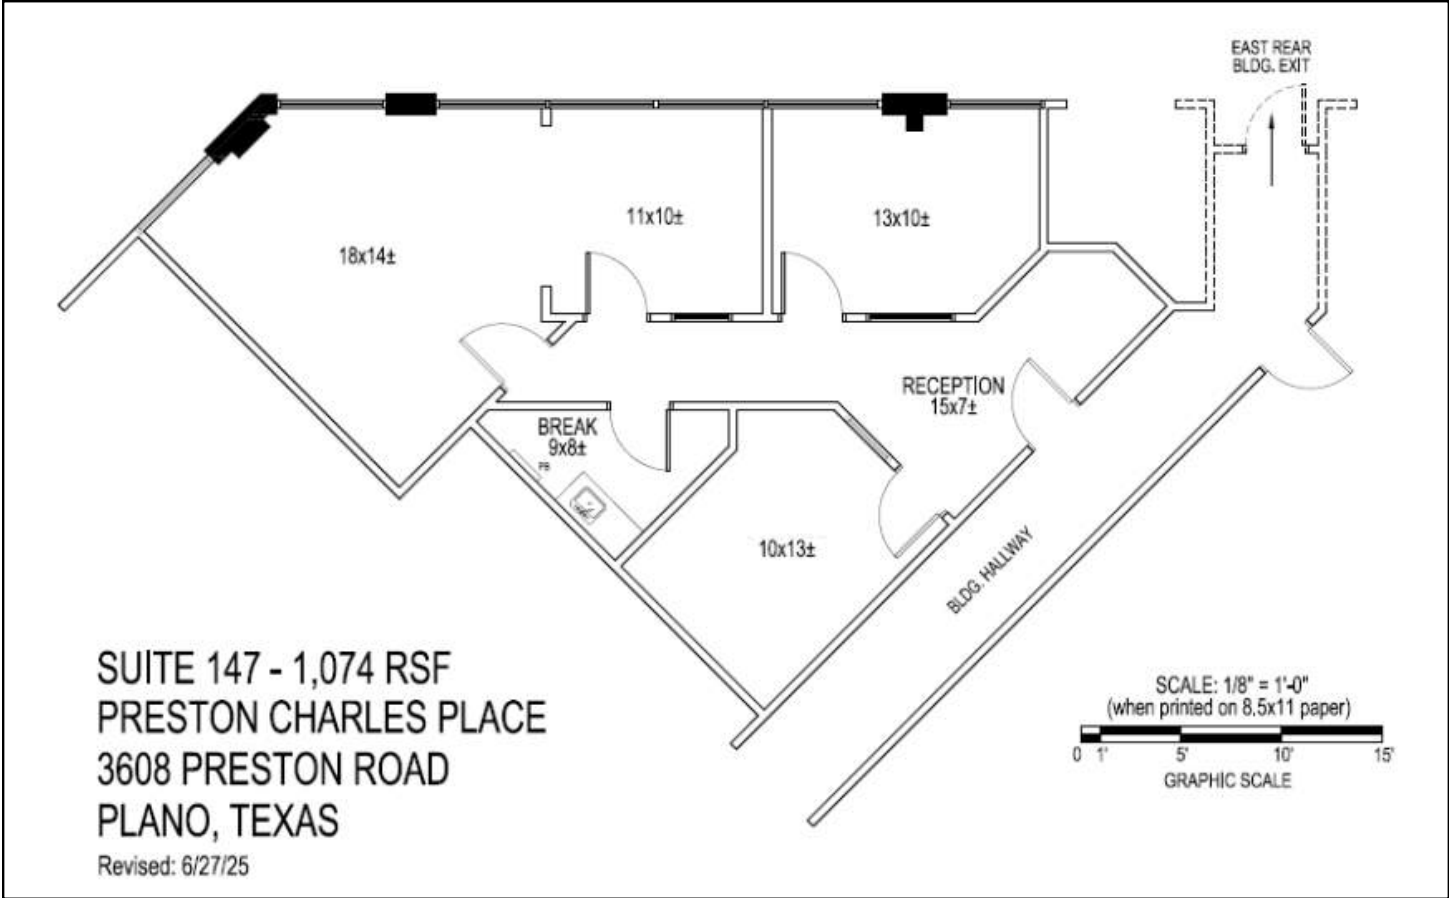 EAST REAR
BLDG. EXIT
11x10±
13x10±
18x14±
RECEPTION
15x7±
BREAK
9x8±
PB
10x13±
BLDG. HALLWAY
SUITE 147 - 1,074 RSF
PRESTON CHARLES PLACE
3608 PRESTON ROAD
PLANO, TEXAS
Revised: 6/27/25
SCALE: 1/8" = 1'-0"
(when printed on 8.5x11 paper)
0 1' 5' 10' 15'
GRAPHIC SCALE